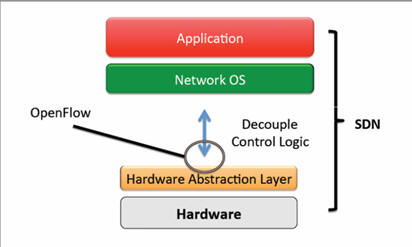 Application
Network OS
OpenFlow
Decouple
Control Logic
SDN
Hardware Abstraction Layer
Hardware